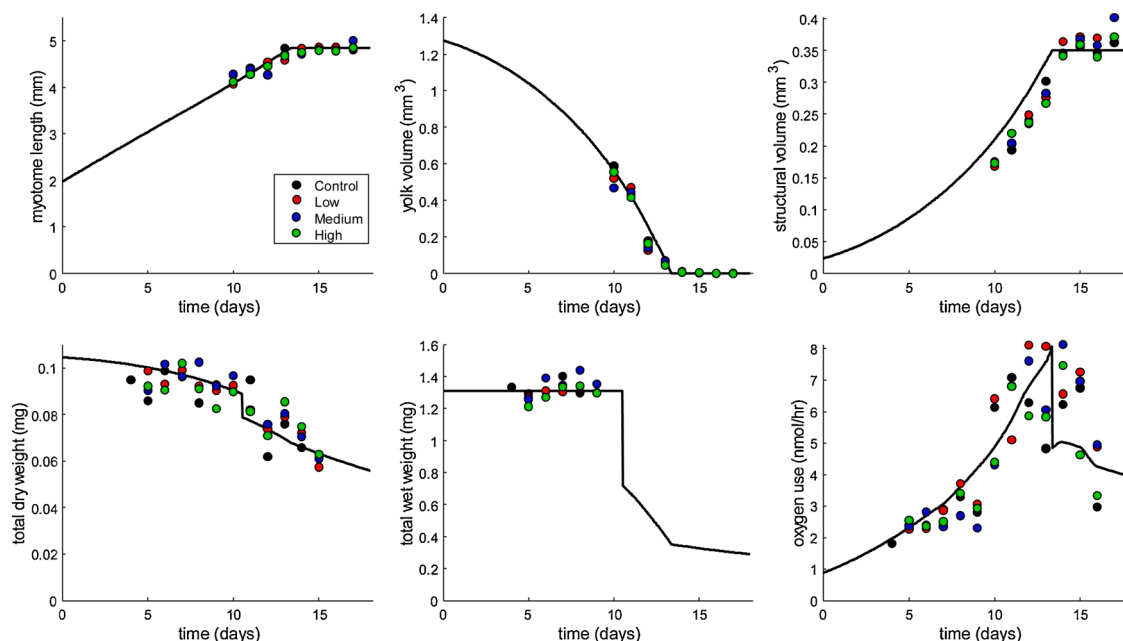 myotome length (mm)
5
4
3
2
1
0
0 5 10 15
time (days)
Control
Low
Medium
High
yolk volume (mm 3)
1.4
1.2
1
0.8
0.6
0.4
0.2
0
0 5 10 15
time (days)
structural volume (mm 3)
0.4
0.35
0.3
0.25
0.2
0.15
0.1
0.05
0
0 5 10 15
time (days)
total dry weight (mg)
0.1
0.08
0.06
0.04
0.02
0
0 5 10 15
time (days)
total wet weight (mg)
1.6
1.4
1.2
1
0.8
0.6
0.4
0.2
0
0 5 10 15
time (days)
oxygen use (nmol/hr)
8
7
6
5
4
3
2
1
0
0 5 10 15
time (days)